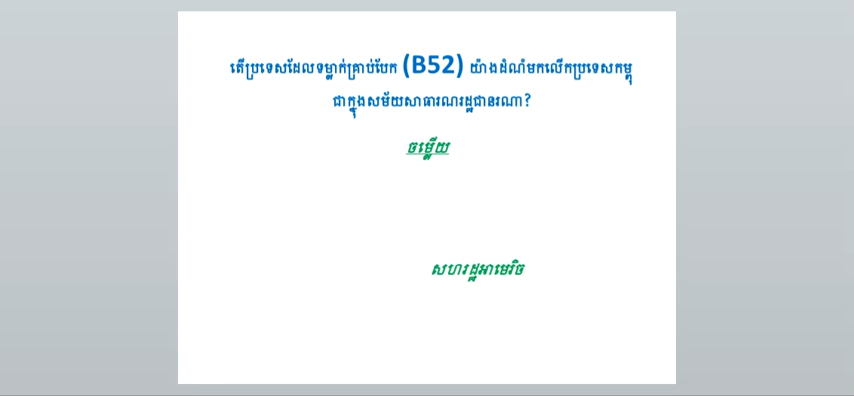 តើប្រទេសដែលទម្លាក់គ្រាប់បែក (B52) យ៉ាងដំណំមកលើកប្រទេសកម្ពុ
ជាក្នុងសម័យសាធារណរដ្ឋជានរណា?
ចម្លើយ
សហរដ្ឋអាមេរិច